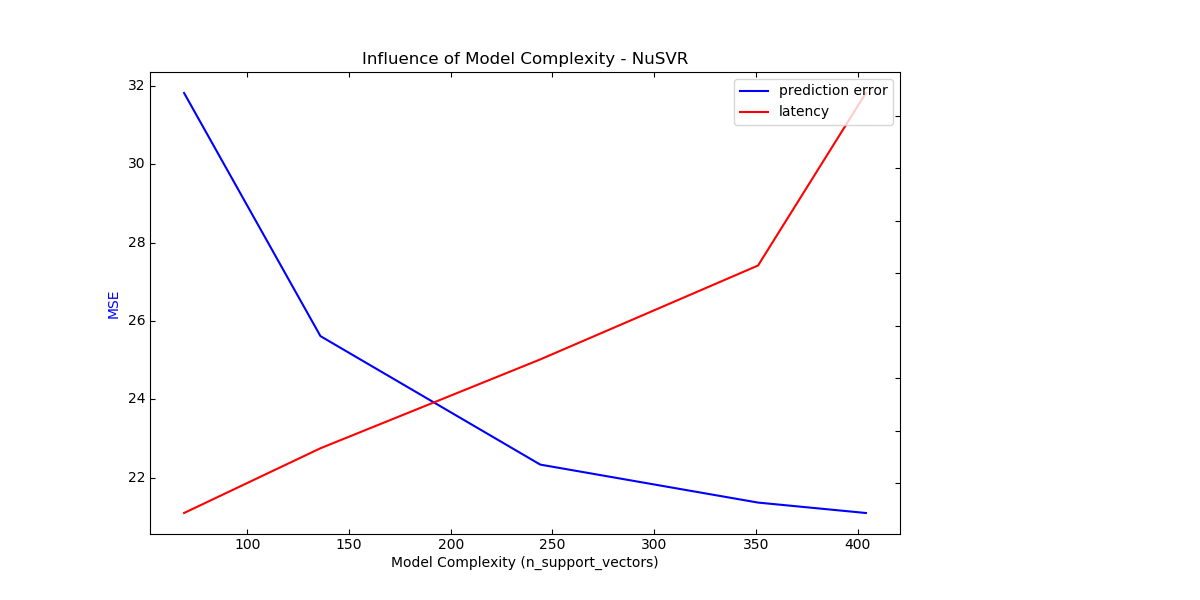 Influence of Model Complexity - NuSVR
prediction error
latency
MSE
32
30
28
26
24
22
100 150 200 250 300 350 400
Model Complexity (n_support_vectors)